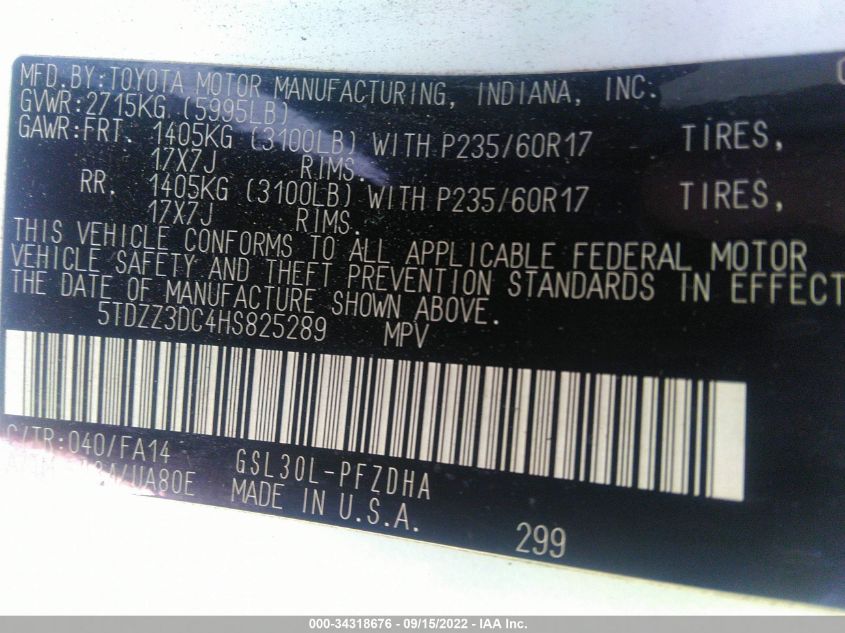 MFD.BY:TOYOTA MOTOR MANUFACTURING, INDIANA, INC.
GVWR:2715KG (5995LB)
GAWR:FRT. 1405KG (3100LB) WITH P235/60R17 TIRES,
17X7J RIMS.
RR. 1405KG (3100LB) WITH P235/60R17 TIRES,
17X7J RIMS.
THIS VEHICLE CONFORMS TO ALL APPLICABLE FEDERAL MOTOR
VEHICLE SAFETY AND THEFT PREVENTION STANDARDS IN EFFECT
THE DATE OF MANUFACTURE SHOWN ABOVE.
5TDZZ3DC4HS825289 MPV
C/TR:040/FA14
/UA80E GSL30L-PFZDHA
MADE IN U.S.A.
299
000-34318676 - 09/15/2022 - IAA Inc.